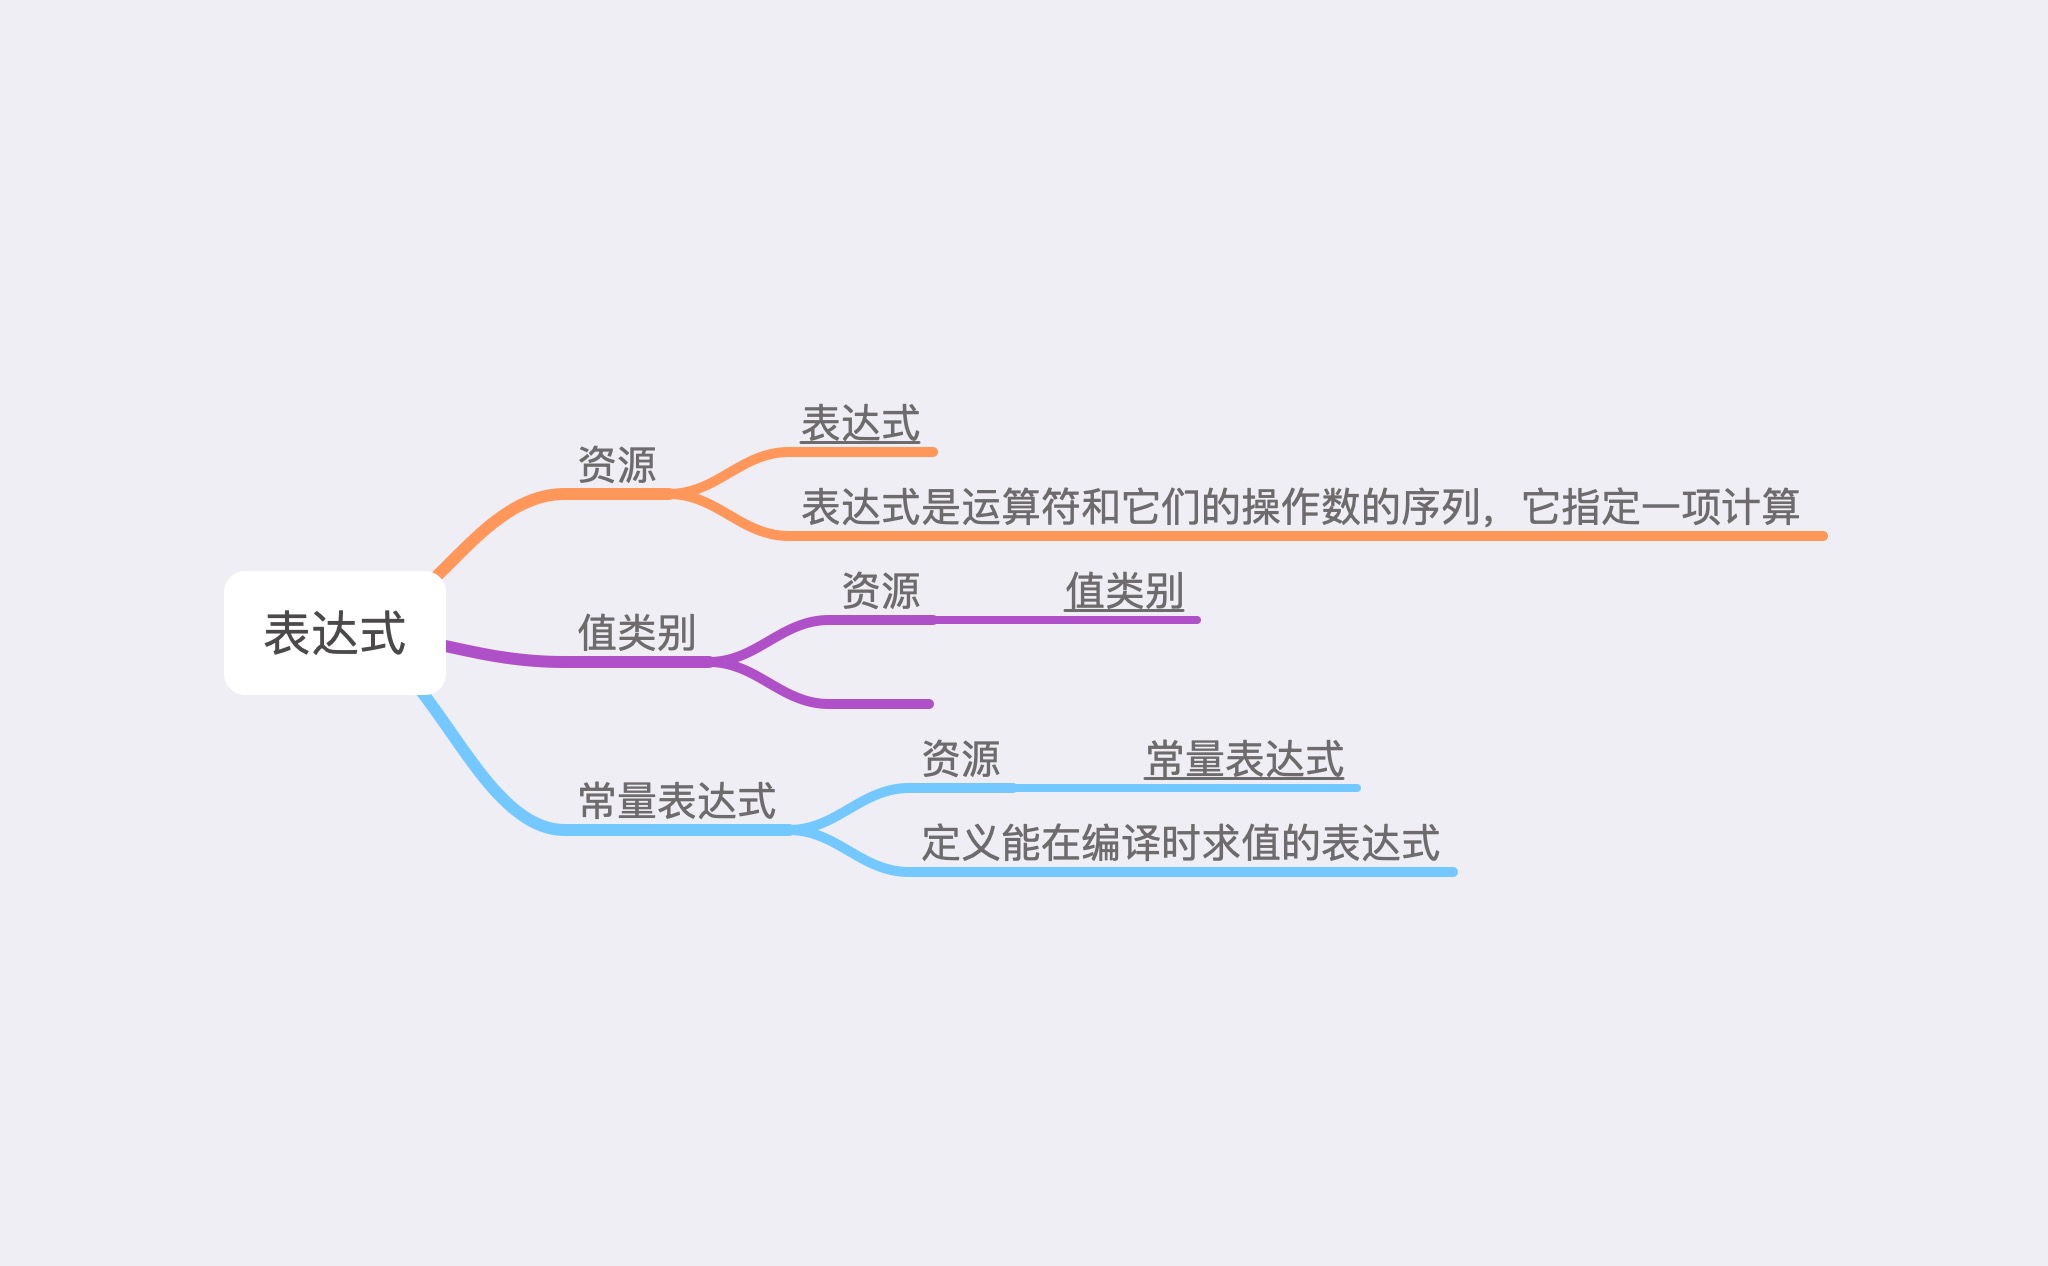 表达式
资源
表达式
表达式是运算符和它们的操作数的序列，它指定一项计算
值类别
资源
值类别
常量表达式
资源
常量表达式
定义能在编译时求值的表达式